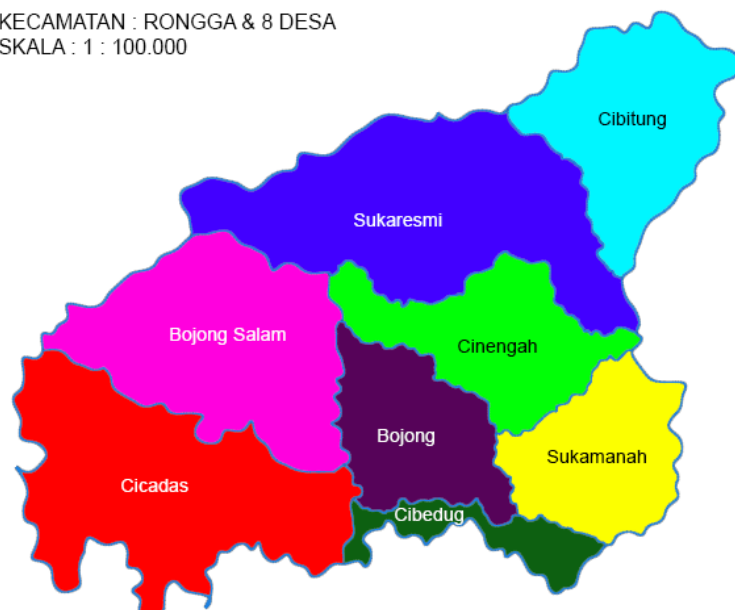 KECAMATAN : RONGGA & 8 DESA
SKALA : 1 : 100.000
Cibitung
Sukaresmi
Bojong Salam
Cinengah
Bojong
Sukamanah
Cicadas
Cibedug